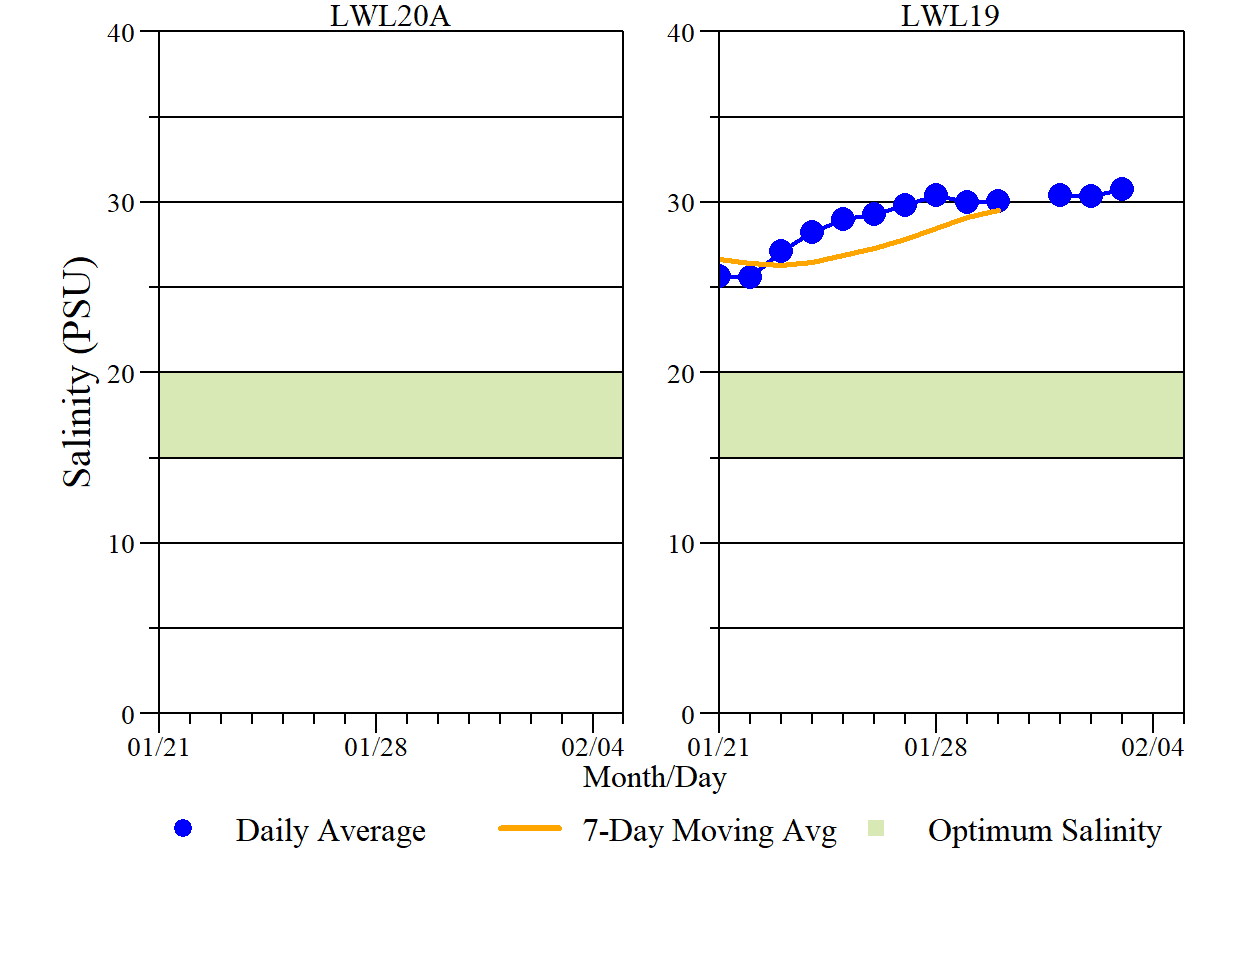 LWL20A LWL19
40 40
30 30
20 20
10 10
0 0
Salinity (PSU)
01/21 01/28 02/04 01/21 01/28 02/04
Month/Day
Daily Average 7-Day Moving Avg Optimum Salinity